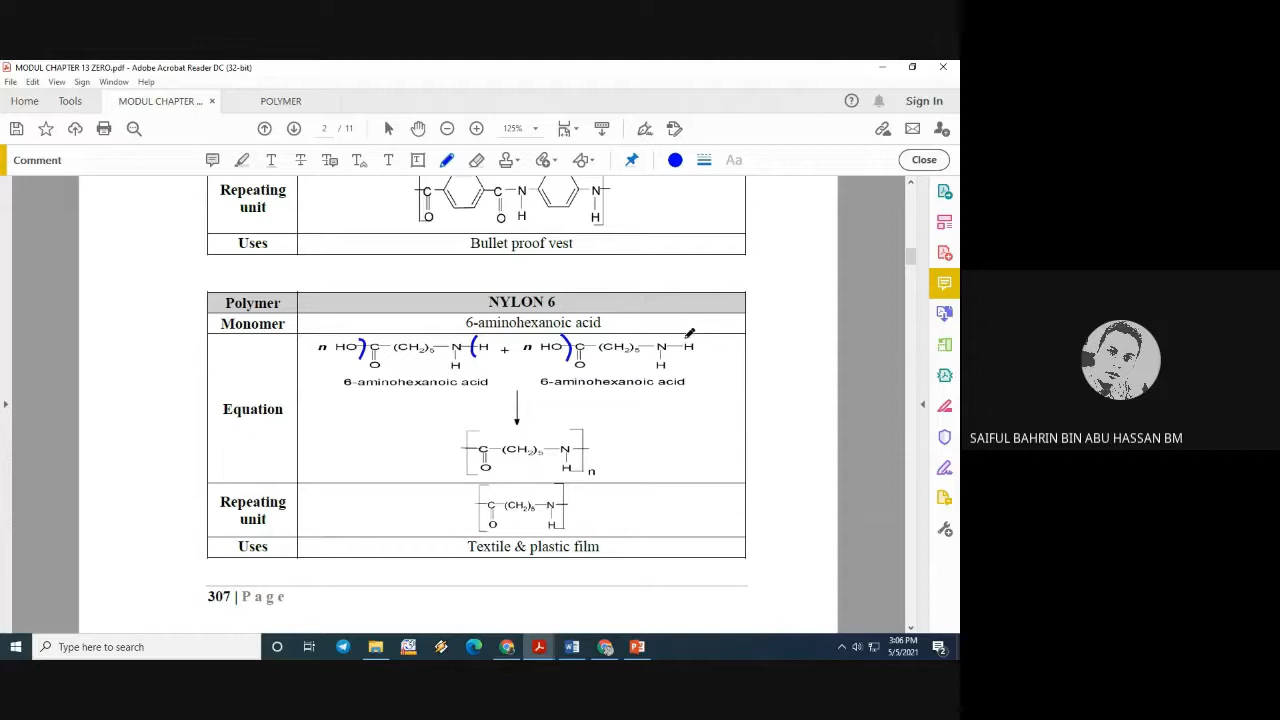 MODUL CHAPTER 13 ZERO.pdf - Adobe Acrobat Reader DC (32-bit)
File Edit View Sign Window Help
Home Tools MODUL CHAPTER ... × POLYMER Sign In
2 / 11 125%
Comment Aa Close
Repeating unit
C C N N
O O H H
Uses Bullet proof vest
Polymer NYLON 6
Monomer 6-aminohexanoic acid
n HO C (CH₂)₅ N H + n HO C (CH₂)₅ N H
O H O H
6-aminohexanoic acid 6-aminohexanoic acid
Equation
C (CH₂)₅ N
O H n
Repeating unit
C (CH₂)₅ N
O H
Uses Textile & plastic film
307 | P a g e
SAIFUL BAHRIN BIN ABU HASSAN BM
Type here to search
3:06 PM
5/5/2021
2